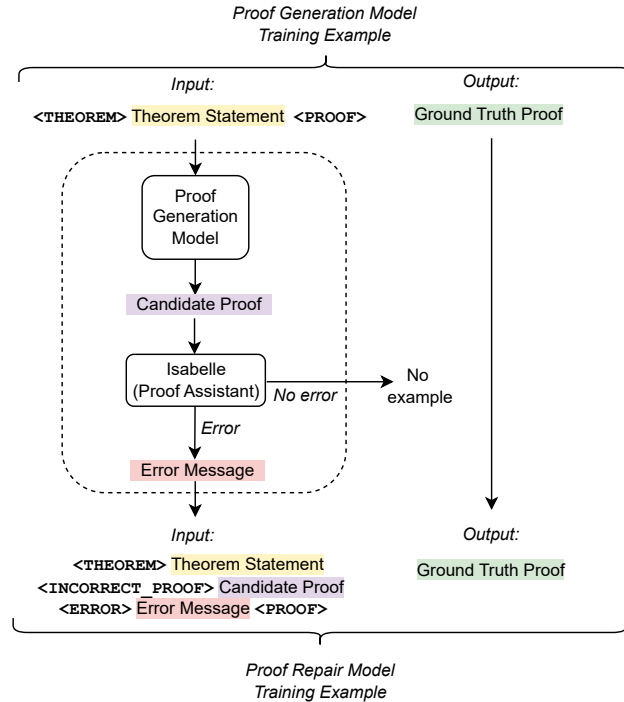 Proof Generation Model
Training Example
Input:
Output:
<THEOREM> Theorem Statement <PROOF>
Ground Truth Proof
Proof
Generation
Model
Candidate Proof
Isabelle
(Proof Assistant)
No error
No
example
Error
Error Message
Input:
Output:
<THEOREM> Theorem Statement
<INCORRECT_PROOF> Candidate Proof
<ERROR> Error Message <PROOF>
Ground Truth Proof
Proof Repair Model
Training Example